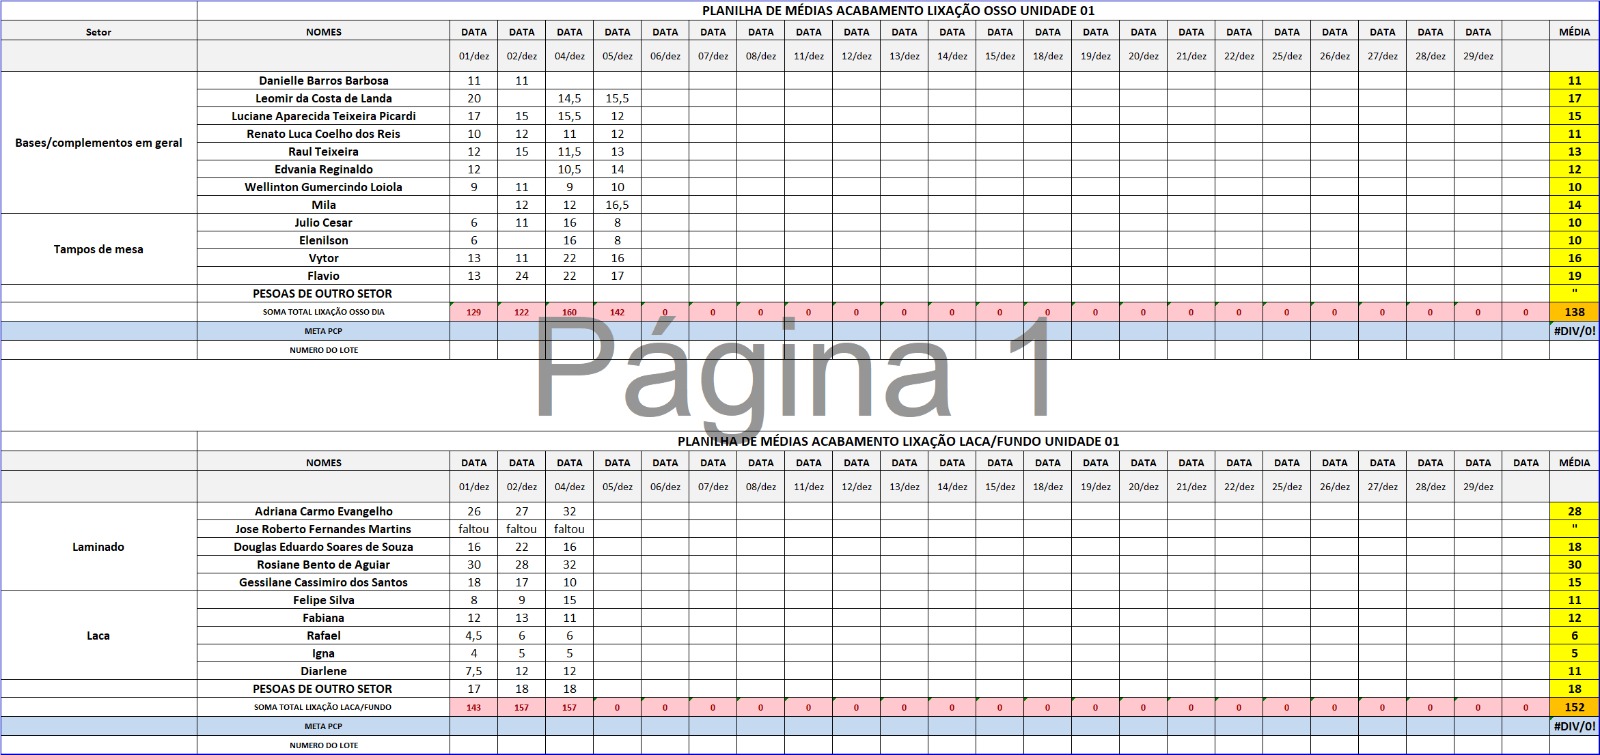 PLANILHA DE MÉDIAS ACABAMENTO LIXAÇÃO OSSO UNIDADE 01
Setor NOMES DATA DATA DATA DATA DATA DATA DATA DATA DATA DATA DATA DATA DATA DATA DATA DATA DATA DATA DATA DATA DATA DATA MÉDIA
01/dez 02/dez 04/dez 05/dez 06/dez 07/dez 08/dez 11/dez 12/dez 13/dez 14/dez 15/dez 18/dez 19/dez 20/dez 21/dez 22/dez 25/dez 26/dez 27/dez 28/dez 29/dez
Danielle Barros Barbosa 11 11 11
Leomir da Costa de Landa 20 14,5 15,5 17
Luciane Aparecida Teixeira Picardi 17 15 15,5 12 15
Bases/complementos em geral Renato Luca Coelho dos Reis 10 12 11 12 11
Raul Teixeira 12 15 11,5 13 13
Edvania Reginaldo 12 10,5 14 12
Wellinton Gumercindo Loiola 9 11 9 10 10
Mila 12 12 16,5 14
Julio Cesar 6 11 16 8 10
Tampos de mesa Elenilson 6 16 8 10
Vytor 13 11 22 16 16
Flavio 13 24 22 17 19
PESOAS DE OUTRO SETOR "
SOMA TOTAL LIXAÇÃO OSSO DIA 129 122 160 142 0 0 0 0 0 0 0 0 0 0 0 0 0 0 0 0 0 0 0 138
META PCP #DIV/0!
NUMERO DO LOTE
Página 1
PLANILHA DE MÉDIAS ACABAMENTO LIXAÇÃO LACA/FUNDO UNIDADE 01
NOMES DATA DATA DATA DATA DATA DATA DATA DATA DATA DATA DATA DATA DATA DATA DATA DATA DATA DATA DATA DATA DATA DATA DATA MÉDIA
01/dez 02/dez 04/dez 05/dez 06/dez 07/dez 08/dez 11/dez 12/dez 13/dez 14/dez 15/dez 18/dez 19/dez 20/dez 21/dez 22/dez 25/dez 26/dez 27/dez 28/dez 29/dez
Adriana Carmo Evangelho 26 27 32 28
Jose Roberto Fernandes Martins faltou faltou faltou "
Laminado Douglas Eduardo Soares de Souza 16 22 16 18
Rosiane Bento de Aguiar 30 28 32 30
Gessilane Cassimiro dos Santos 18 17 10 15
Felipe Silva 8 9 15 11
Fabiana 12 13 11 12
Laca Rafael 4,5 6 6 6
Igna 4 5 5 5
Diarlene 7,5 12 12 11
PESOAS DE OUTRO SETOR 17 18 18 18
SOMA TOTAL LIXAÇÃO LACA/FUNDO 143 157 157 0 0 0 0 0 0 0 0 0 0 0 0 0 0 0 0 0 0 0 0 152
META PCP #DIV/0!
NUMERO DO LOTE